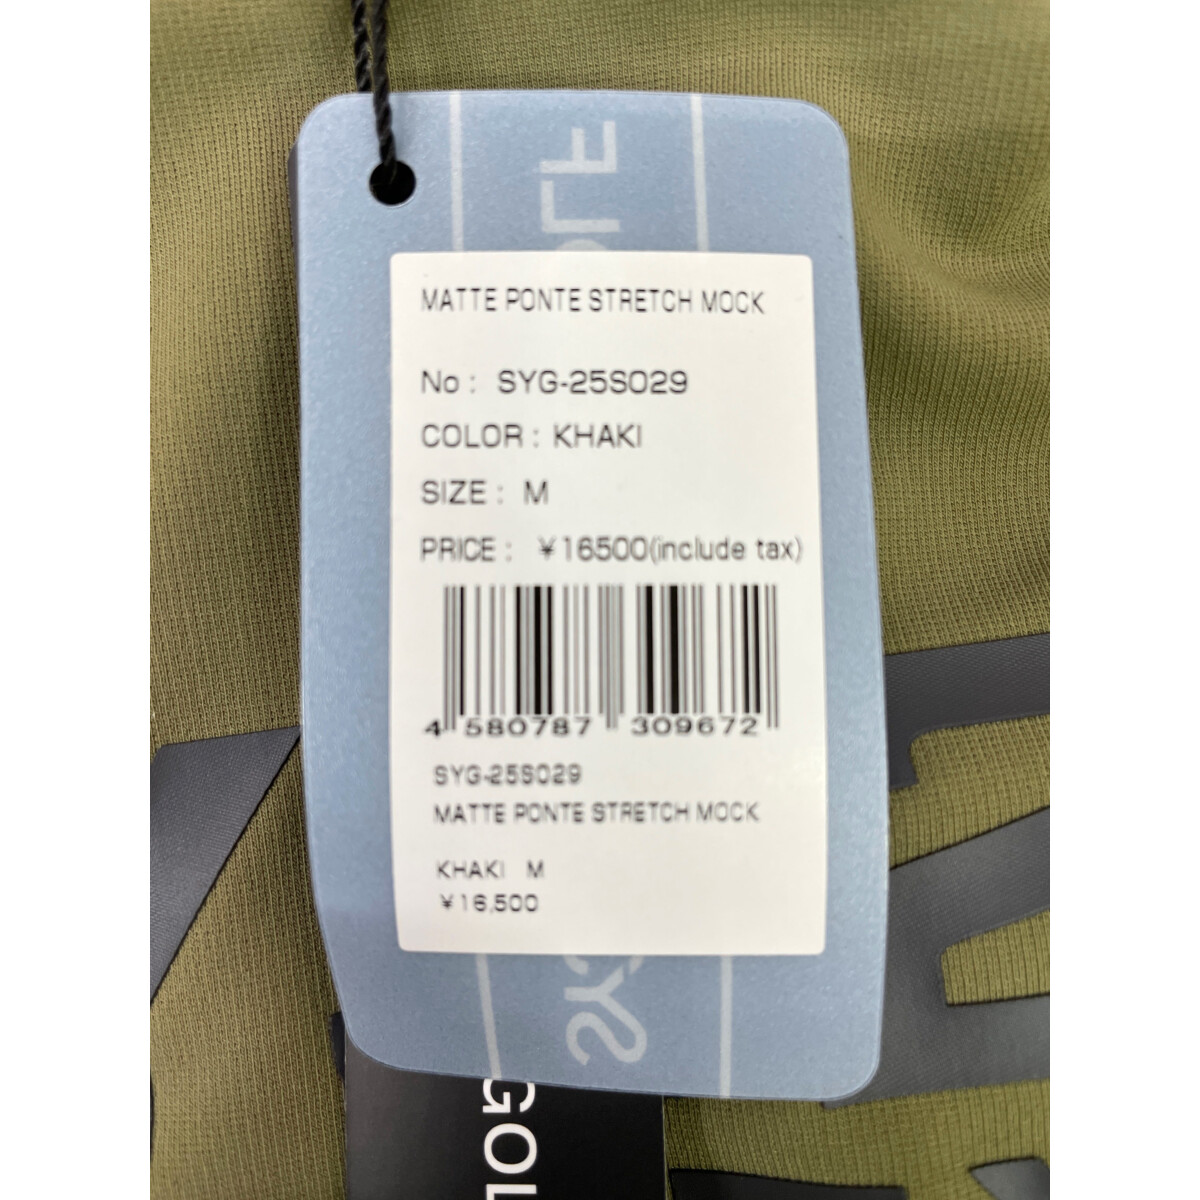 MATTE PONTE STRETCH MOCK
No : SYG-25S029
COLOR : KHAKI
SIZE : M
PRICE : ¥16500(include tax)
4 580787 309672
SYG-25S029
MATTE PONTE STRETCH MOCK
KHAKI M
¥16,500
GOL